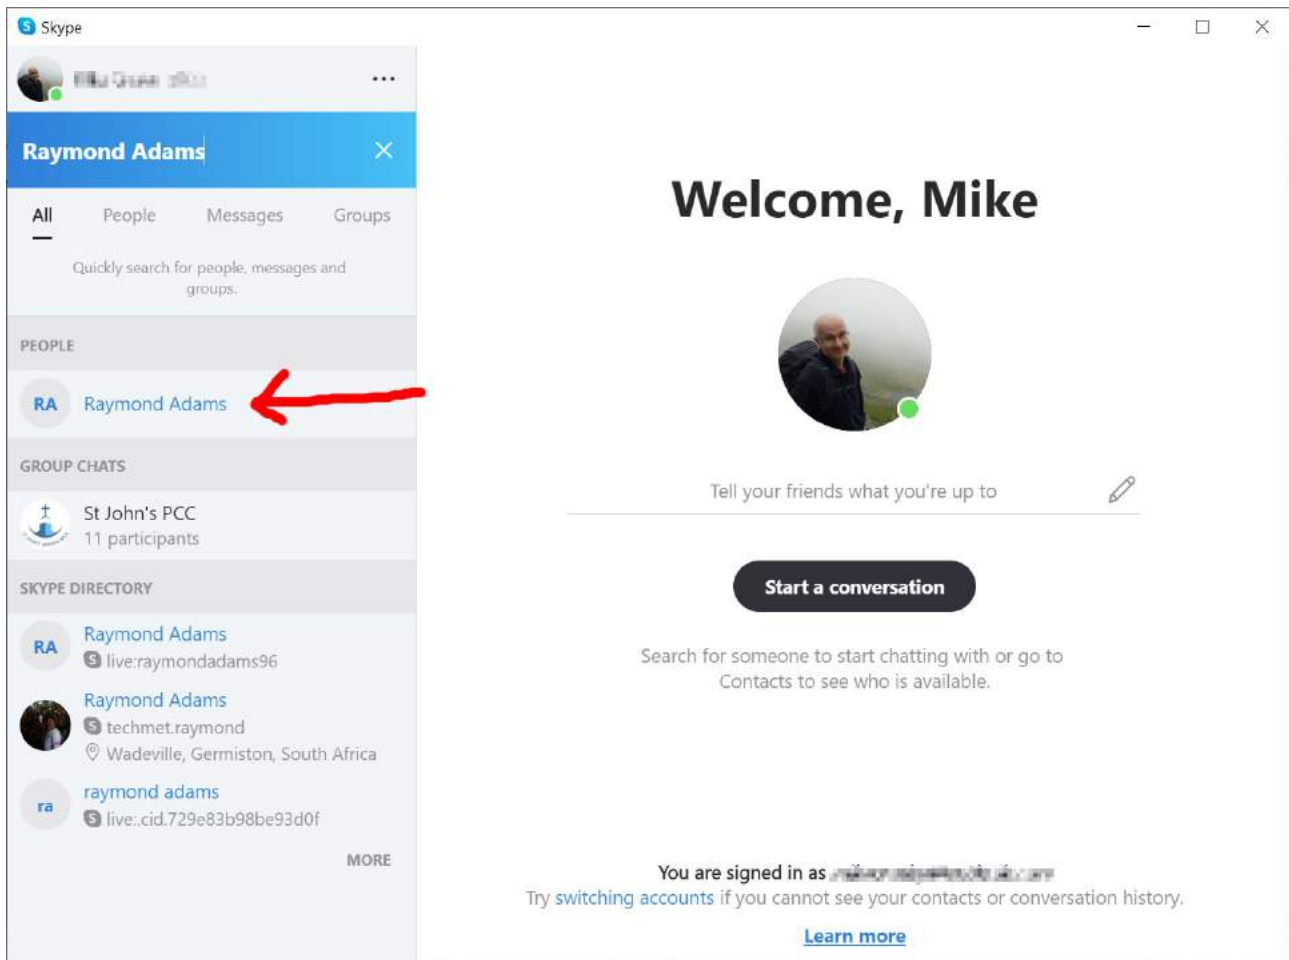 Skype
Raymond Adams
All People Messages Groups
Quickly search for people, messages and
groups.
PEOPLE
RA Raymond Adams
GROUP CHATS
St John's PCC
11 participants
SKYPE DIRECTORY
RA Raymond Adams
live:raymondadams96
Raymond Adams
techmet.raymond
Wadeville, Germiston, South Africa
ra raymond adams
live:.cid.729e83b98be93d0f
MORE
Welcome, Mike
Tell your friends what you're up to
Start a conversation
Search for someone to start chatting with or go to
Contacts to see who is available.
You are signed in as
Try switching accounts if you cannot see your contacts or conversation history.
Learn more